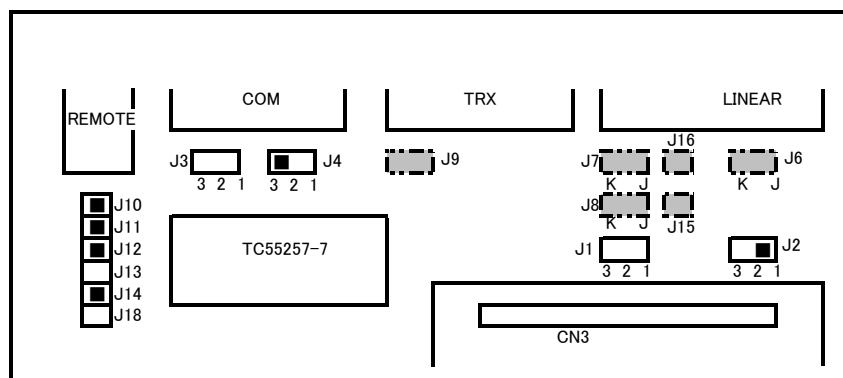 COM TRX LINEAR
REMOTE
J16
J3 J4 J9 J7 J6
3 2 1 3 2 1 K J K J
J10 J8
J11 K J J15
J12 TC55257-7 J1 J2
J13 3 2 1 3 2 1
J14
J18
CN3